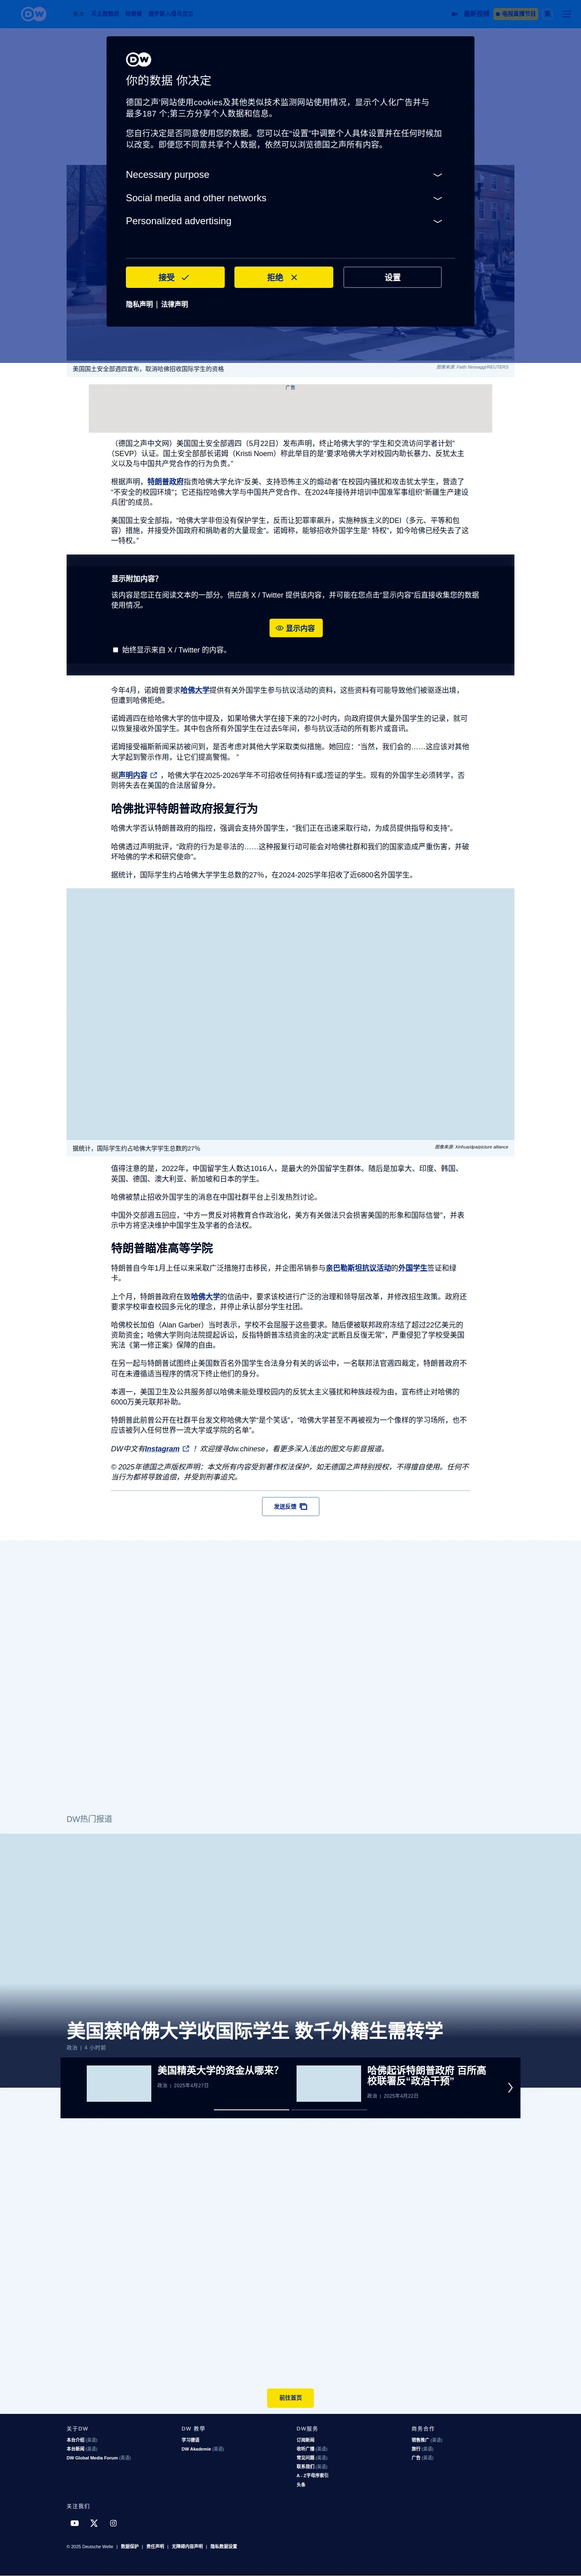 DW
最新视频
电视直播节目
DW
你的数据 你决定
德国之声'网站使用cookies及其他类似技术监测网站使用情况，显示个人化广告并与
最多187 个;第三方分享个人数据和信息。
您自行决定是否同意使用您的数据。您可以在“设置”中调整个人具体设置并在任何时候加
以改变。即便您不同意共享个人数据，依然可以浏览德国之声所有内容。
Necessary purpose
Social media and other networks
Personalized advertising
接受
拒绝
设置
隐私声明 | 法律声明
美国国土安全部週四宣布，取消哈佛招收国际学生的资格
图像来源: Faith Ninivaggi/REUTERS
广告
（德国之声中文网）美国国土安全部週四（5月22日）发布声明，终止哈佛大学的“学生和交流访问学者计划”
（SEVP）认证。国土安全部部长诺姆（Kristi Noem）称此举目的是“要求哈佛大学对校园内助长暴力、反犹太主
义以及与中国共产党合作的行为负责。”
根据声明，特朗普政府指责哈佛大学允许“反美、支持恐怖主义的煽动者”在校园内骚扰和攻击犹太学生，营造了
“不安全的校园环境”；它还指控哈佛大学与中国共产党合作、在2024年接待并培训中国准军事组织“新疆生产建设
兵团”的成员。
美国国土安全部指，“哈佛大学非但没有保护学生，反而让犯罪率飙升，实施种族主义的DEI（多元、平等和包
容）措施，并接受外国政府和捐助者的大量现金”。诺姆称，能够招收外国学生是“ 特权”，如今哈佛已经失去了这
一特权。”
显示附加内容？
该内容是您正在阅读文本的一部分。供应商 X / Twitter 提供该内容，并可能在您点击“显示内容”后直接收集您的数据
使用情况。
显示内容
始终显示来自 X / Twitter 的内容。
今年4月，诺姆曾要求哈佛大学提供有关外国学生参与抗议活动的资料，这些资料有可能导致他们被驱逐出境，
但遭到哈佛拒绝。
诺姆週四在给哈佛大学的信中提及，如果哈佛大学在接下来的72小时内，向政府提供大量外国学生的记录，就可
以恢复接收外国学生。其中包含所有外国学生在过去5年间，参与抗议活动的所有影片或音讯。
诺姆接受福斯新闻采访被问到，是否考虑对其他大学采取类似措施。她回应：“当然，我们会的……这应该对其他
大学起到警示作用，让它们提高警惕。 ”
据声明内容 ，哈佛大学在2025-2026学年不可招收任何持有F或J签证的学生。现有的外国学生必须转学，否
则将失去在美国的合法居留身分。
哈佛批评特朗普政府报复行为
哈佛大学否认特朗普政府的指控，强调会支持外国学生，“我们正在迅速采取行动，为成员提供指导和支持”。
哈佛透过声明批评，“政府的行为是非法的……这种报复行动可能会对哈佛社群和我们的国家造成严重伤害，并破
坏哈佛的学术和研究使命”。
据统计，国际学生约占哈佛大学学生总数的27％，在2024-2025学年招收了近6800名外国学生。
据统计，国际学生约占哈佛大学学生总数的27%
图像来源: Xinhua/dpa/picture alliance
值得注意的是，2022年，中国留学生人数达1016人，是最大的外国留学生群体。随后是加拿大、印度、韩国、
英国、德国、澳大利亚、新加坡和日本的学生。
哈佛被禁止招收外国学生的消息在中国社群平台上引发热烈讨论。
中国外交部週五回应，“中方一贯反对将教育合作政治化，美方有关做法只会损害美国的形象和国际信誉”，并表
示中方将坚决维护中国学生及学者的合法权。
特朗普瞄准高等学院
特朗普自今年1月上任以来采取广泛措施打击移民，并企图吊销参与亲巴勒斯坦抗议活动的外国学生签证和绿
卡。
上个月，特朗普政府在致哈佛大学的信函中，要求该校进行广泛的治理和领导层改革，并修改招生政策。政府还
要求学校审查校园多元化的理念，并停止承认部分学生社团。
哈佛校长加伯（Alan Garber）当时表示，学校不会屈服于这些要求。随后便被联邦政府冻结了超过22亿美元的
资助资金；哈佛大学则向法院提起诉讼，反指特朗普冻结资金的决定“武断且反復无常”，严重侵犯了学校受美国
宪法《第一修正案》保障的自由。
在另一起与特朗普试图终止美国数百名外国学生合法身分有关的诉讼中，一名联邦法官週四裁定，特朗普政府不
可在未遵循适当程序的情况下终止他们的身分。
本週一，美国卫生及公共服务部以哈佛未能处理校园内的反犹太主义骚扰和种族歧视为由，宣布终止对哈佛的
6000万美元联邦补助。
特朗普此前曾公开在社群平台发文称哈佛大学“是个笑话”，“哈佛大学甚至不再被视为一个像样的学习场所，也不
应该被列入任何世界一流大学或学院的名单”。
DW中文有Instagram ！欢迎搜寻dw.chinese，看更多深入浅出的图文与影音报道。
© 2025年德国之声版权声明：本文所有内容受到著作权法保护，如无德国之声特别授权，不得擅自使用。任何不
当行为都将导致追偿，并受到刑事追究。
发送反馈
DW热门报道
美国禁哈佛大学收国际学生 数千外籍生需转学
政治 | 4 小时前
美国精英大学的资金从哪来？
政治 | 2025年4月27日
哈佛起诉特朗普政府 百所高
校联署反“政治干预”
政治 | 2025年4月22日
前往首页
关于DW
本台介绍 (英语)
本台新闻 (英语)
DW Global Media Forum (英语)
DW 教學
学习德语
DW Akademie (英语)
DW服务
订阅新闻
收听广播 (英语)
常见问题 (英语)
联系我们 (英语)
A - Z字母序索引
头条
商务合作
销售推广 (英语)
旅行 (英语)
广告 (英语)
关注我们
© 2025 Deutsche Welle | 数据保护 | 责任声明 | 无障碍内容声明 | 隐私数据设置